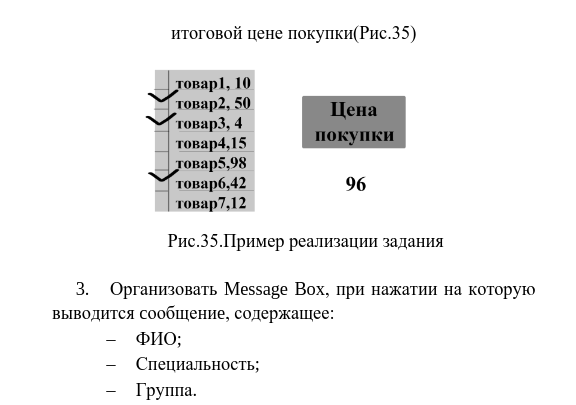 итоговой цене покупки(Рис.35)
товар1, 10
товар2, 50
товар3, 4
товар4,15
товар5,98
товар6,42
товар7,12
Цена
покупки
96
Рис.35.Пример реализации задания
3. Организовать Message Box, при нажатии на которую
выводится сообщение, содержащее:
– ФИО;
– Специальность;
– Группа.